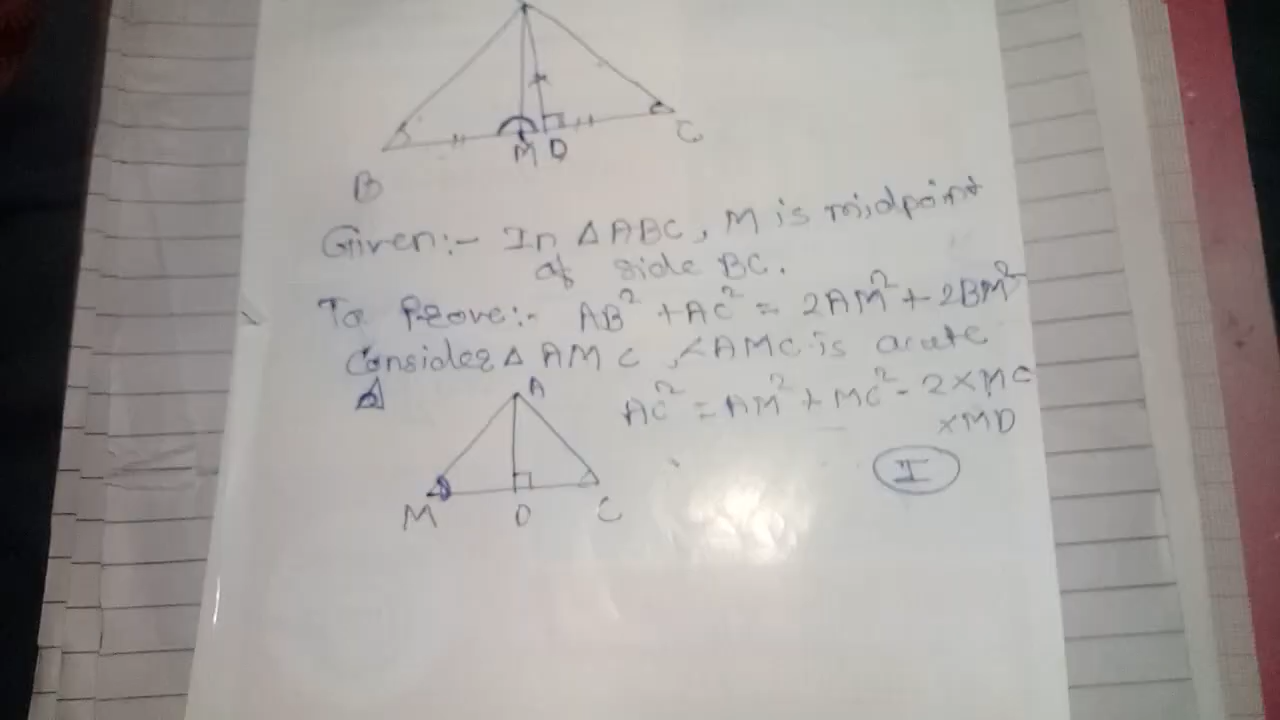 M D
C
B
Given:- In ΔABC, M is midpoint
of side BC.
To Prove:- AB² + AC² = 2AM² + 2BM²
Consider Δ AMC, <AMC is acute
A
AC² = AM² + MC² - 2×MC
×MD
I
M D C